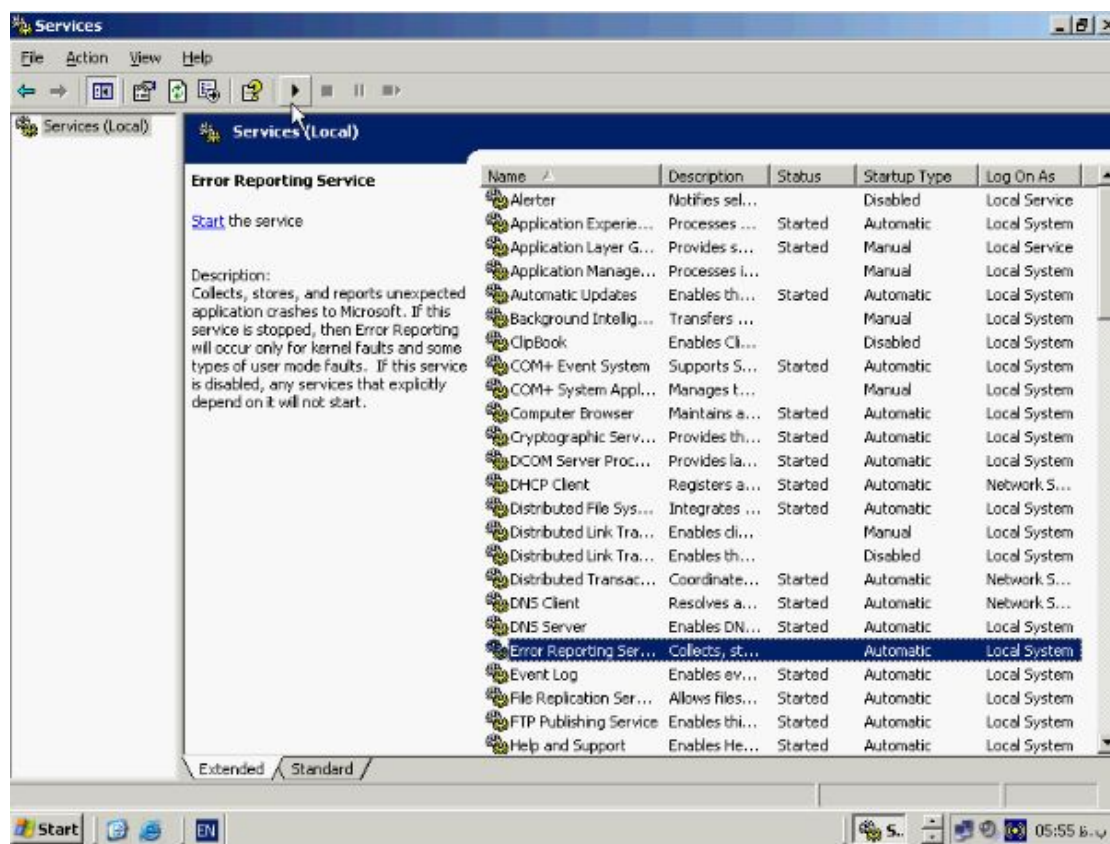 Services
File Action View Help
Services (Local)
Services (Local)
Error Reporting Service
Start the service
Description:
Collects, stores, and reports unexpected
application crashes to Microsoft. If this
service is stopped, then Error Reporting
will occur only for kernel faults and some
types of user mode faults. If this service
is disabled, any services that explicitly
depend on it will not start.
Name Description Status Startup Type Log On As
Alerter Notifies sel... Disabled Local Service
Application Experie... Processes ... Started Automatic Local System
Application Layer G... Provides s... Started Manual Local Service
Application Manage... Processes i... Manual Local System
Automatic Updates Enables th... Started Automatic Local System
Background Intellig... Transfers ... Manual Local System
ClipBook Enables Cli... Disabled Local System
COM+ Event System Supports S... Started Automatic Local System
COM+ System Appl... Manages t... Manual Local System
Computer Browser Maintains a... Started Automatic Local System
Cryptographic Serv... Provides th... Started Automatic Local System
DCOM Server Proc... Provides la... Started Automatic Local System
DHCP Client Registers a... Started Automatic Network S...
Distributed File Sys... Integrates ... Started Automatic Local System
Distributed Link Tra... Enables cli... Manual Local System
Distributed Link Tra... Enables th... Disabled Local System
Distributed Transac... Coordinate... Started Automatic Network S...
DNS Client Resolves a... Started Automatic Network S...
DNS Server Enables DN... Started Automatic Local System
Error Reporting Ser... Collects, st... Automatic Local System
Event Log Enables ev... Started Automatic Local System
File Replication Ser... Allows files... Started Automatic Local System
FTP Publishing Service Enables thi... Started Automatic Local System
Help and Support Enables He... Started Automatic Local System
Extended Standard
Start EN S.. 05:55 ب.ظ